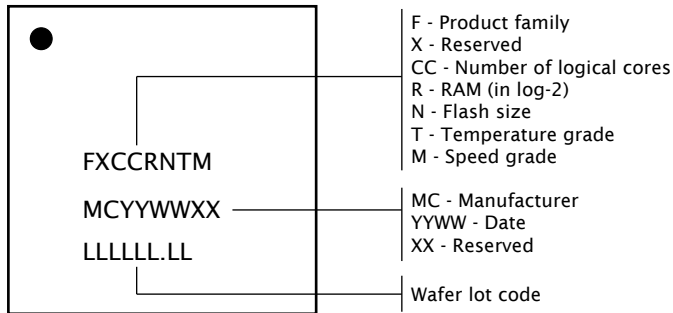 F - Product family
X - Reserved
CC - Number of logical cores
R - RAM (in log-2)
N - Flash size
T - Temperature grade
M - Speed grade
FXCCRNTM
MCYYWWXX
MC - Manufacturer
YYWW - Date
XX - Reserved
LLLLLL.LL
Wafer lot code